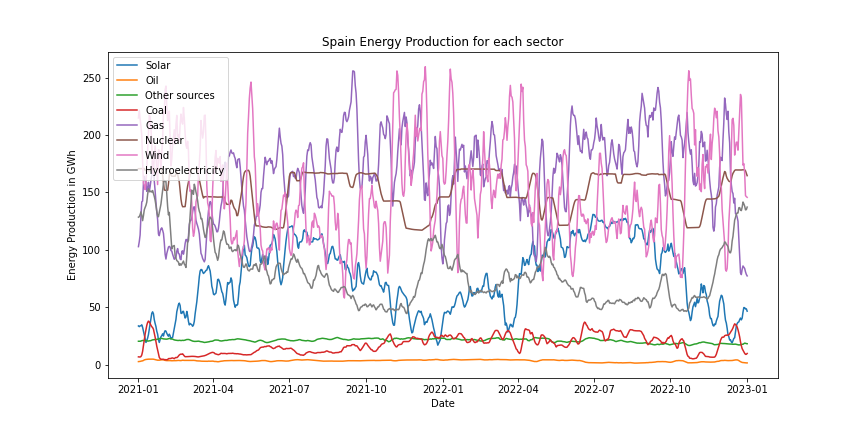 Spain Energy Production for each sector
Solar
Oil
Other sources
Coal
Gas
Nuclear
Wind
Hydroelectricity
Energy Production in GWh
250
200
150
100
50
0
2021-01 2021-04 2021-07 2021-10 2022-01 2022-04 2022-07 2022-10 2023-01
Date